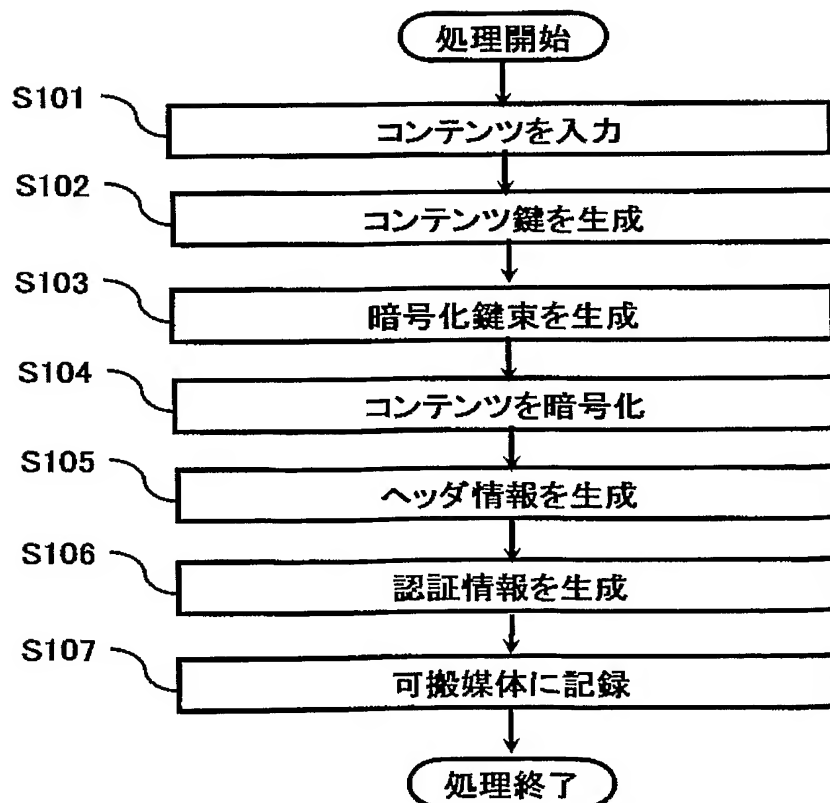 処理開始
S101
コンテンツを入力
S102
コンテンツ鍵を生成
S103
暗号化鍵束を生成
S104
コンテンツを暗号化
S105
ヘッダ情報を生成
S106
認証情報を生成
S107
可搬媒体に記録
処理終了